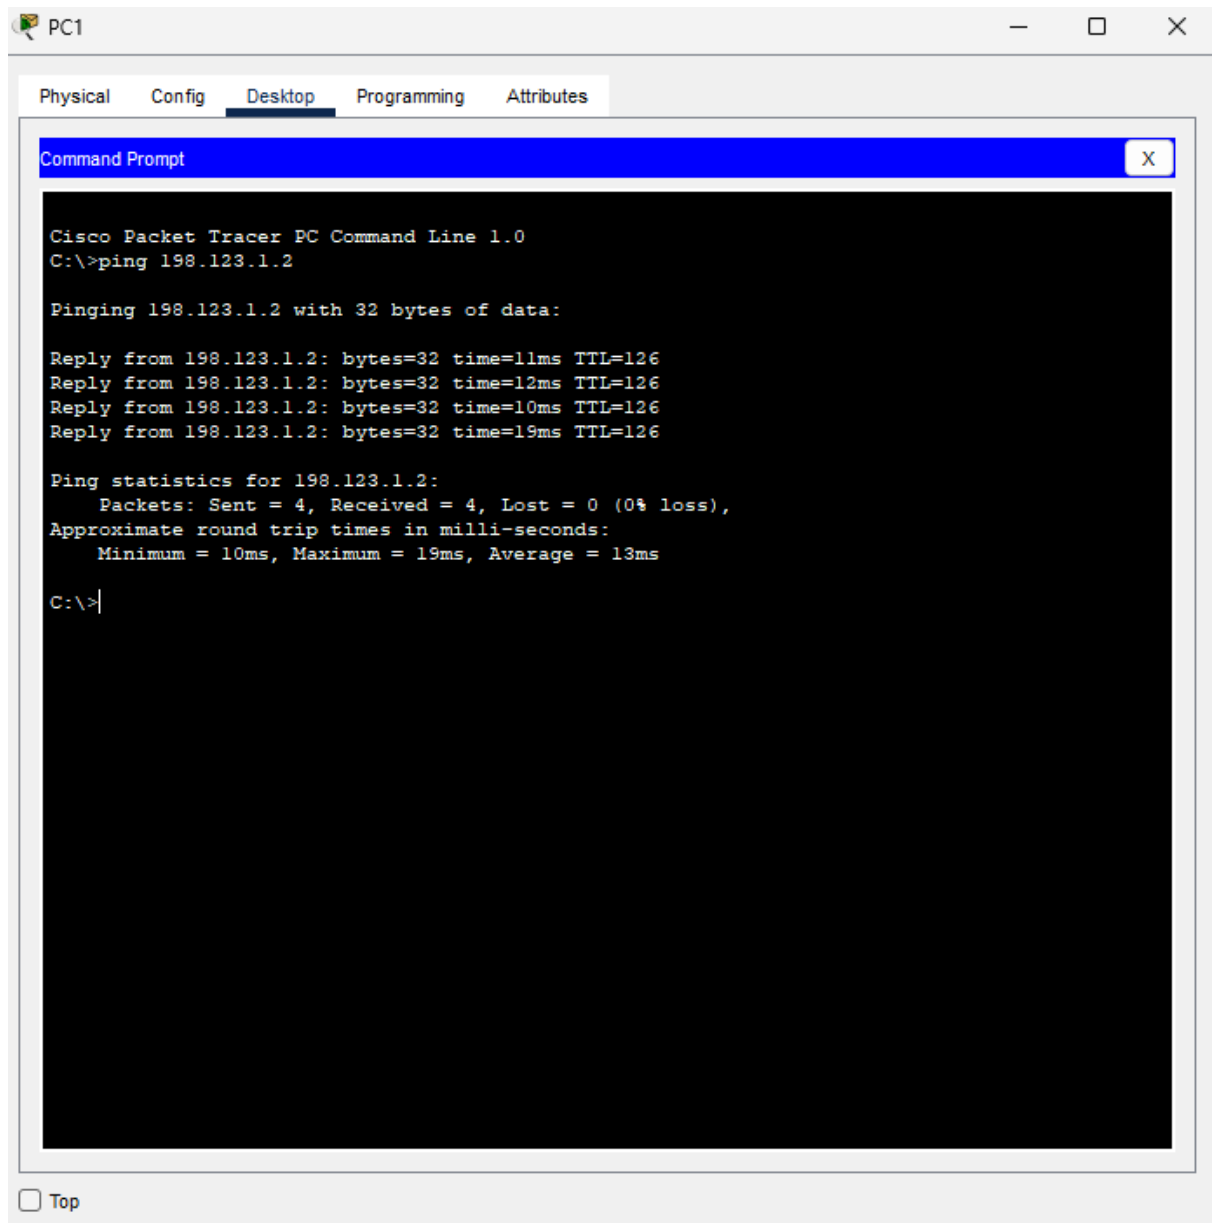 PC1
Physical Config Desktop Programming Attributes
Command Prompt X
Cisco Packet Tracer PC Command Line 1.0
C:\>ping 198.123.1.2
Pinging 198.123.1.2 with 32 bytes of data:
Reply from 198.123.1.2: bytes=32 time=11ms TTL=126
Reply from 198.123.1.2: bytes=32 time=12ms TTL=126
Reply from 198.123.1.2: bytes=32 time=10ms TTL=126
Reply from 198.123.1.2: bytes=32 time=19ms TTL=126
Ping statistics for 198.123.1.2:
Packets: Sent = 4, Received = 4, Lost = 0 (0% loss),
Approximate round trip times in milli-seconds:
Minimum = 10ms, Maximum = 19ms, Average = 13ms
C:\>
Top